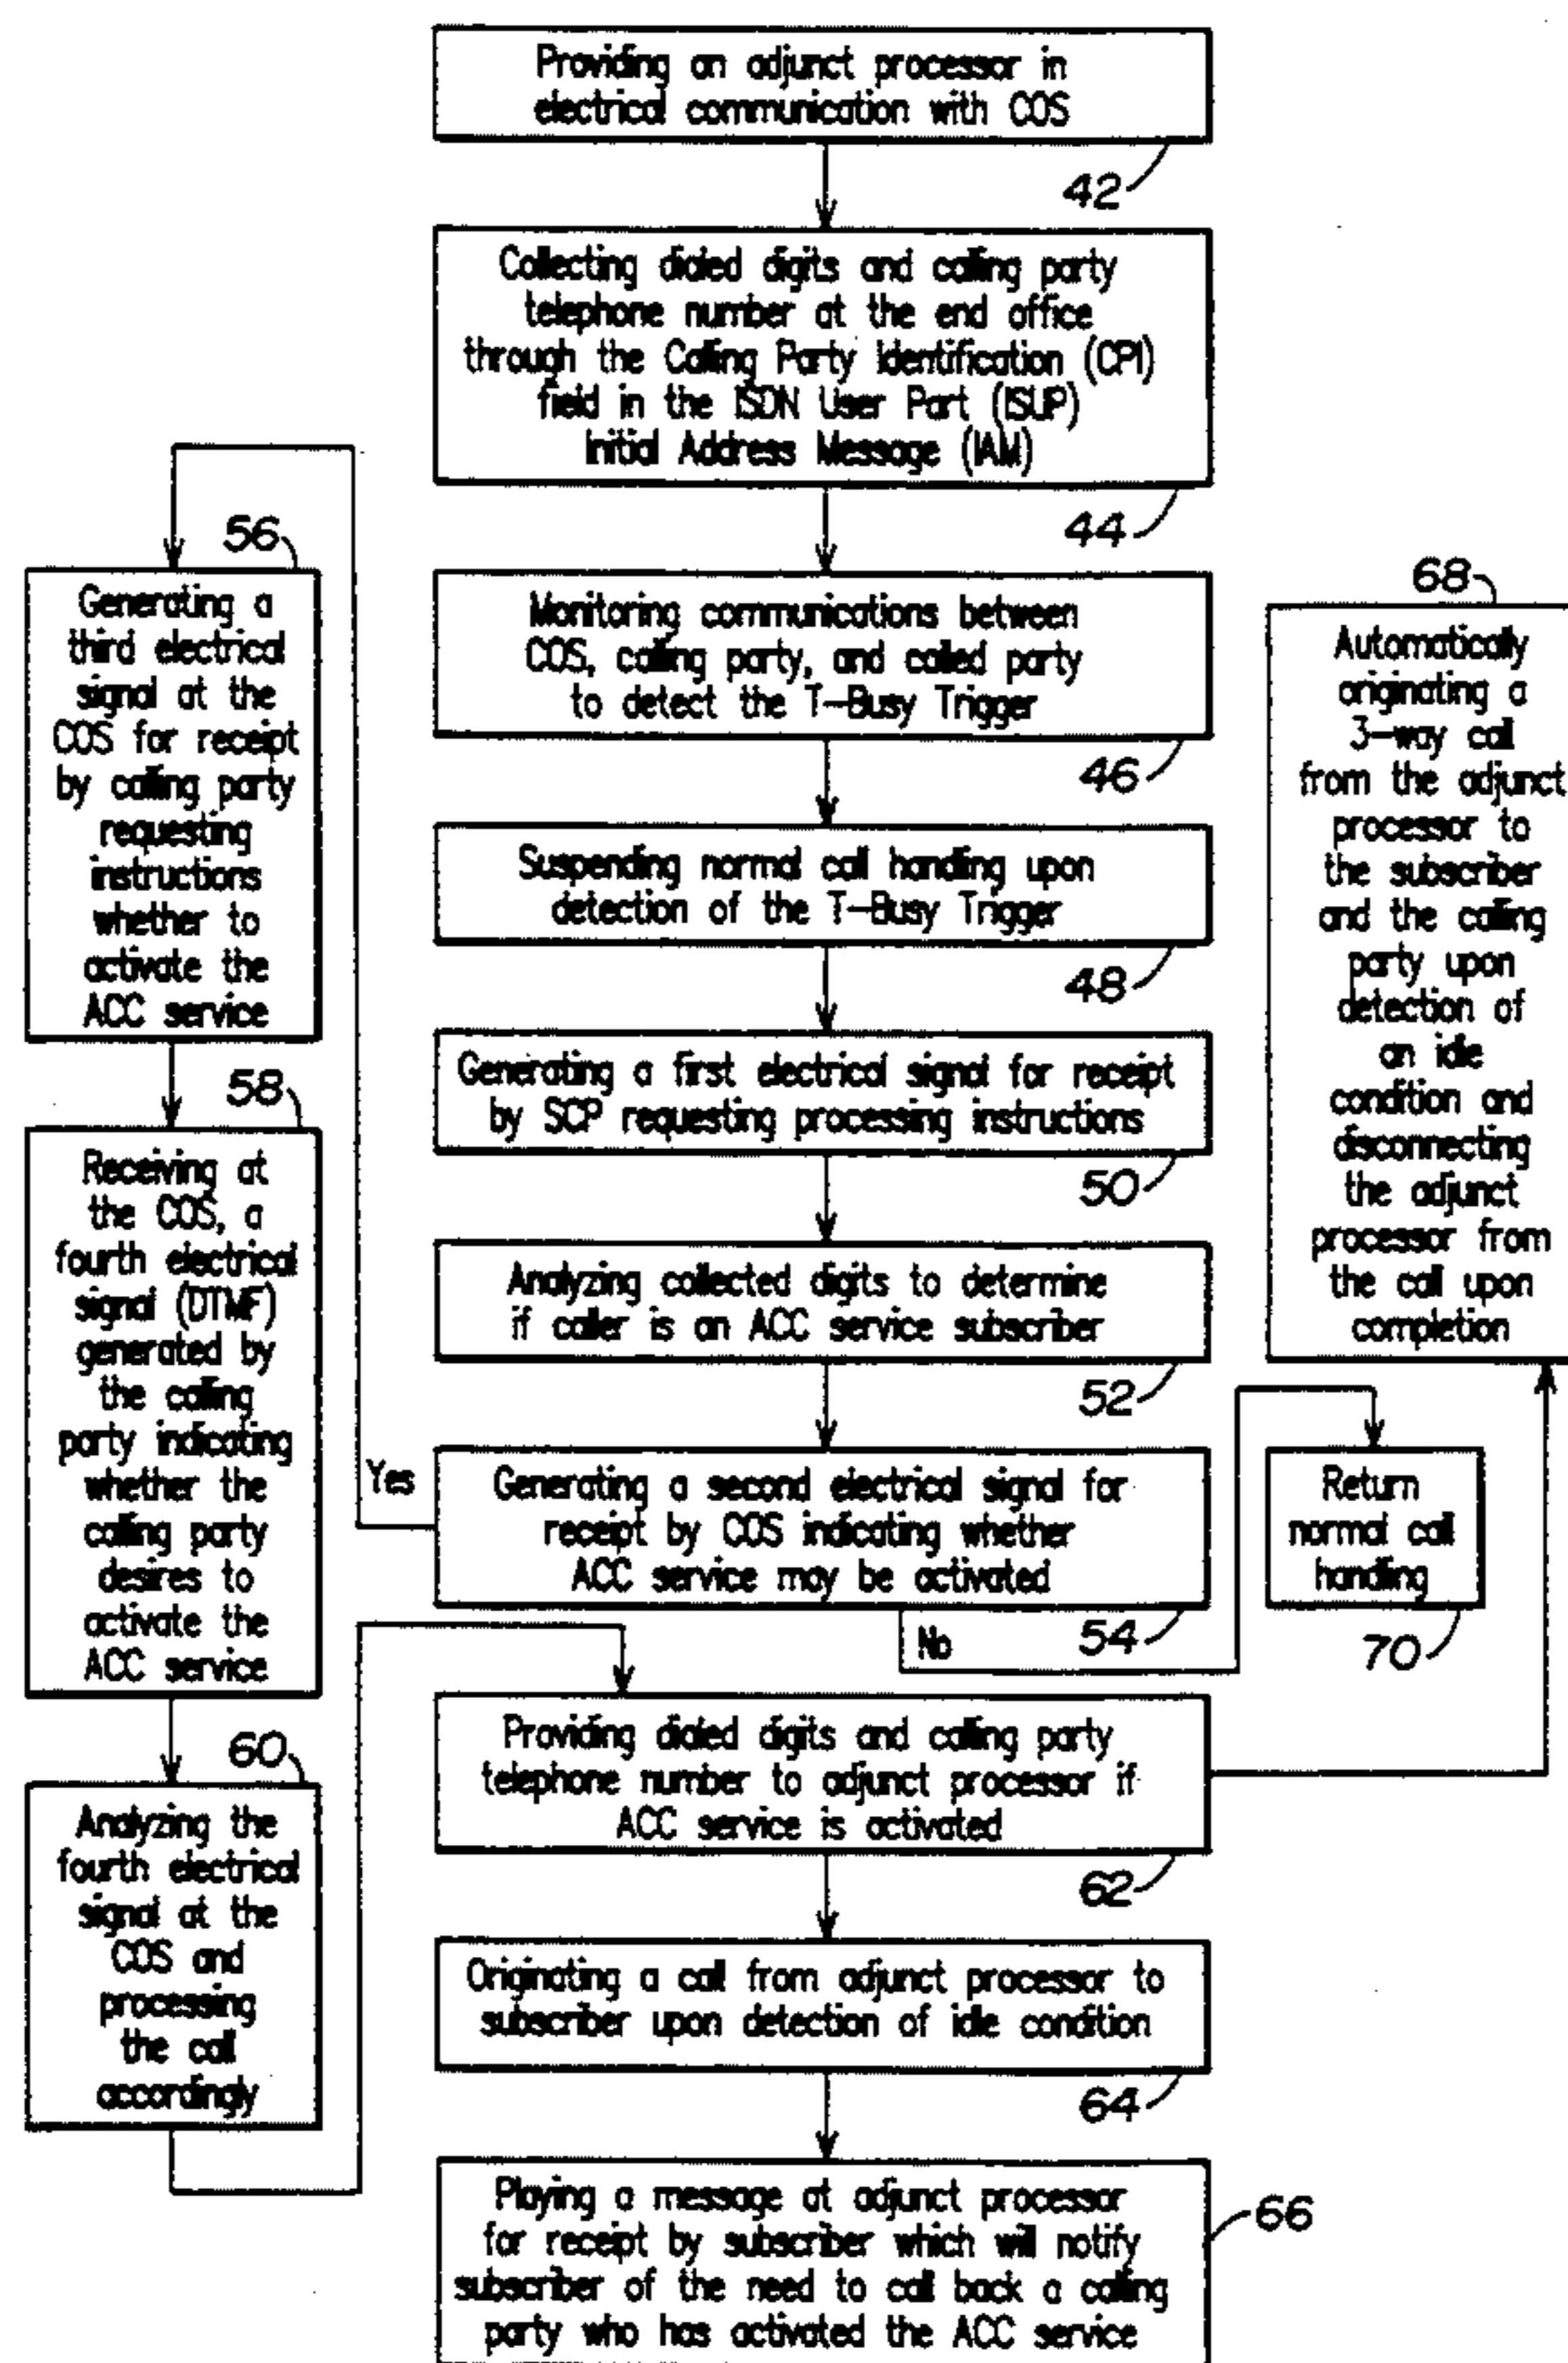 Providing an adjunct processor in
electrical communication with COS
42
Collecting dialed digits and calling party
telephone number at the end office
through the Calling Party Identification (CPI)
field in the ISDN User Part (ISUP)
Initial Address Message (IAM)
44
Monitoring communications between
COS, calling party, and called party
to detect the T-Busy Trigger
46
Suspending normal call handling upon
detection of the T-Busy Trigger
48
Generating a first electrical signal for receipt
by SCP requesting processing instructions
50
Analyzing collected digits to determine
if caller is an ACC service subscriber
52
Generating a second electrical signal for
receipt by COS indicating whether
ACC service may be activated
54
Yes
No
56
Generating a
third electrical
signal at the
COS for receipt
by calling party
requesting
instructions
whether to
activate the
ACC service
58
Receiving at
the COS, a
fourth electrical
signal (DTMF)
generated by
the calling
party indicating
whether the
calling party
desires to
activate the
ACC service
60
Analyzing the
fourth electrical
signal at the
COS and
processing
the call
accordingly
Providing dialed digits and calling party
telephone number to adjunct processor if
ACC service is activated
62
Originating a call from adjunct processor to
subscriber upon detection of idle condition
64
Playing a message at adjunct processor
for receipt by subscriber which will notify
subscriber of the need to call back a calling
party who has activated the ACC service
66
68
Automatically
originating a
3-way call
from the adjunct
processor to
the subscriber
and the calling
party upon
detection of
an idle
condition and
disconnecting
the adjunct
processor from
the call upon
completion
Return
normal call
handling
70